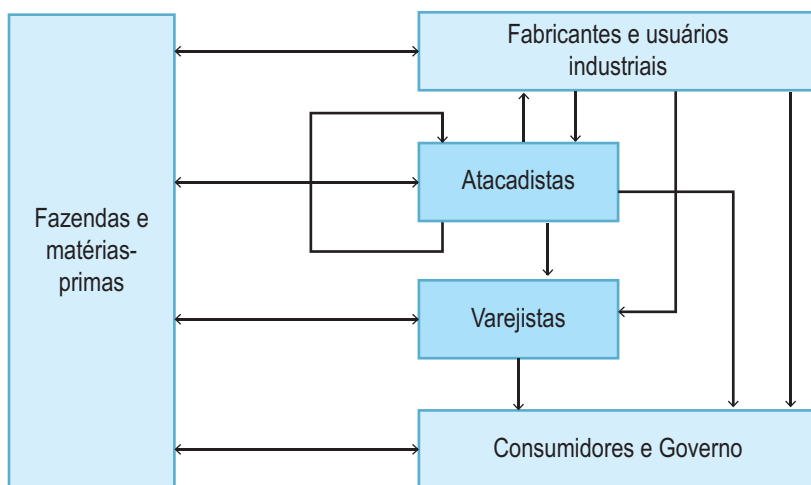 Fabricantes e usuários
industriais
Atacadistas
Fazendas e
matérias-
primas
Varejistas
Consumidores e Governo